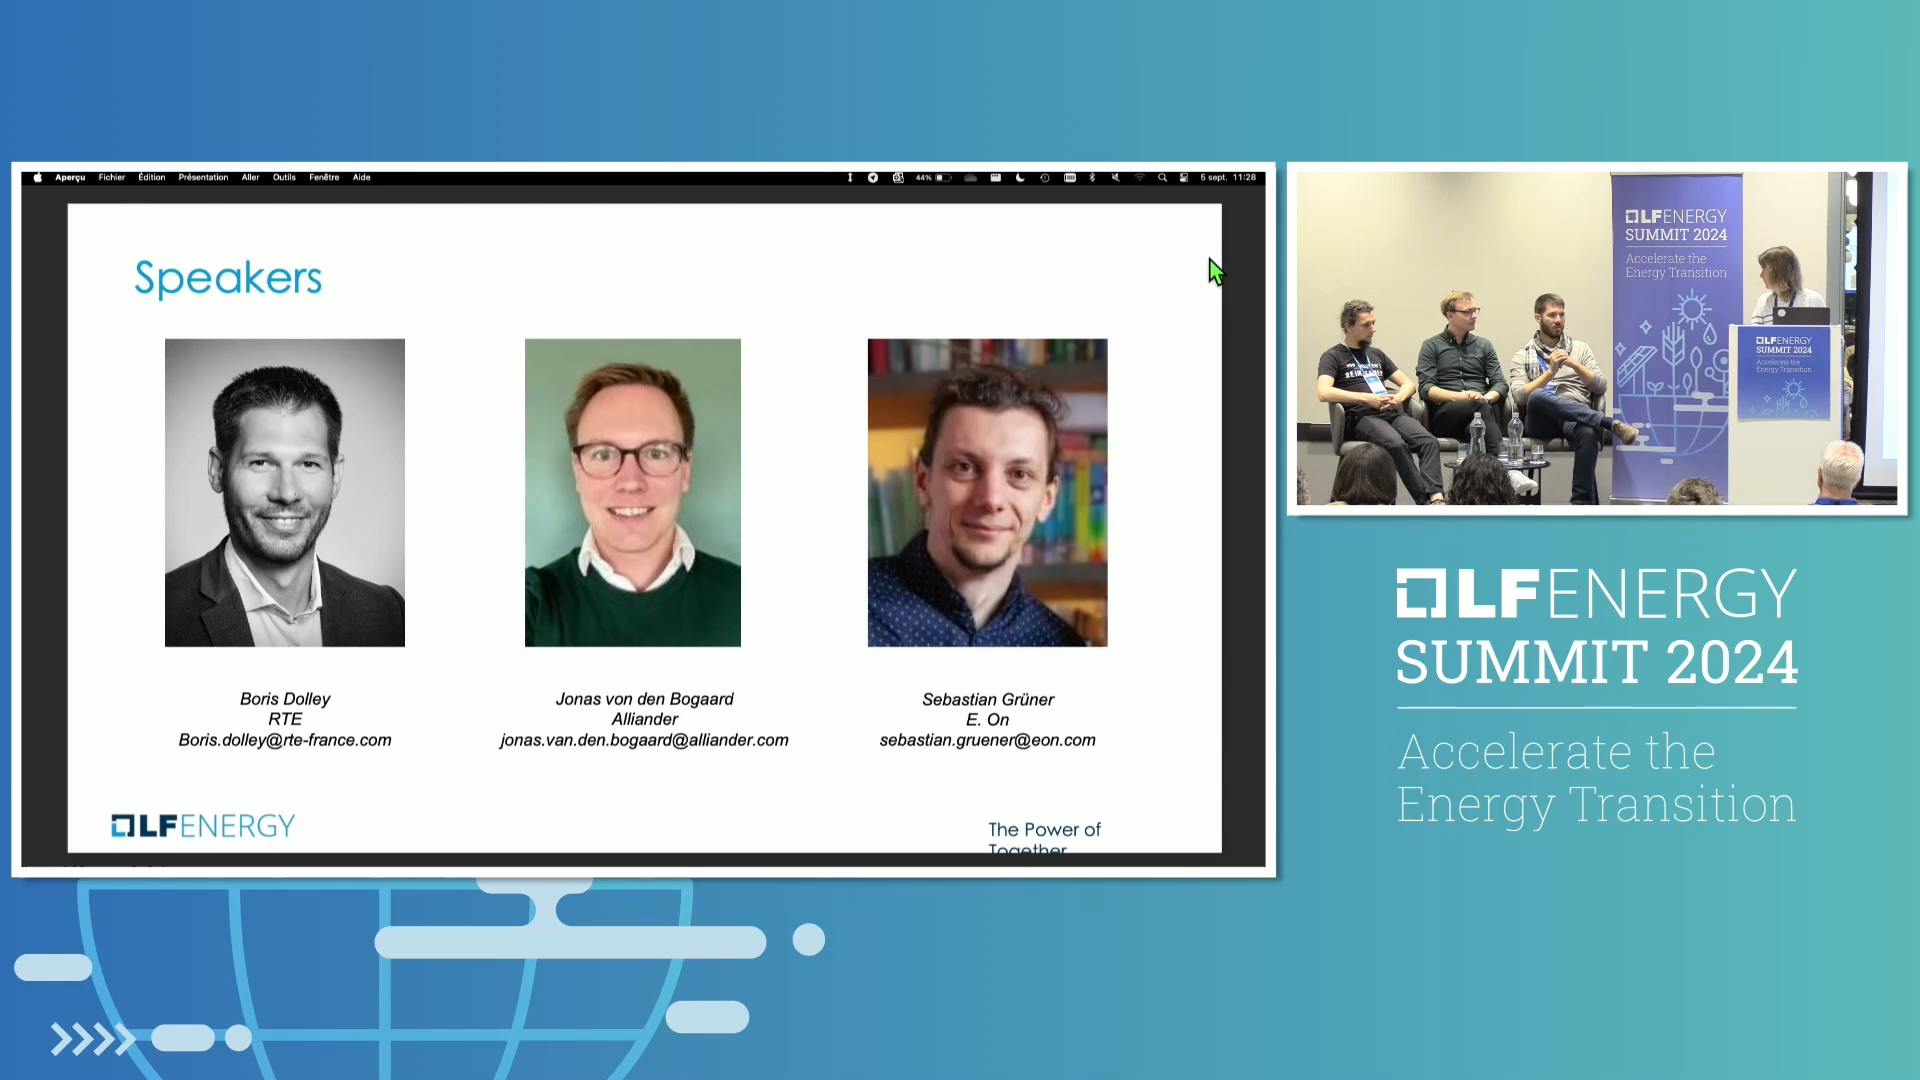 Aperçu Fichier Édition Présentation Aller Outils Fenêtre Aide 44% 5 sept. 11:28
Speakers
Boris Dolley
RTE
Boris.dolley@rte-france.com
Jonas von den Bogaard
Alliander
jonas.van.den.bogaard@alliander.com
Sebastian Grüner
E. On
sebastian.gruener@eon.com
LFENERGY
The Power of
Together
LFENERGY
SUMMIT 2024
Accelerate the
Energy Transition
LFENERGY
SUMMIT 2024
Accelerate the
Energy Transition
LFENERGY
SUMMIT 2024
Accelerate the
Energy Transition